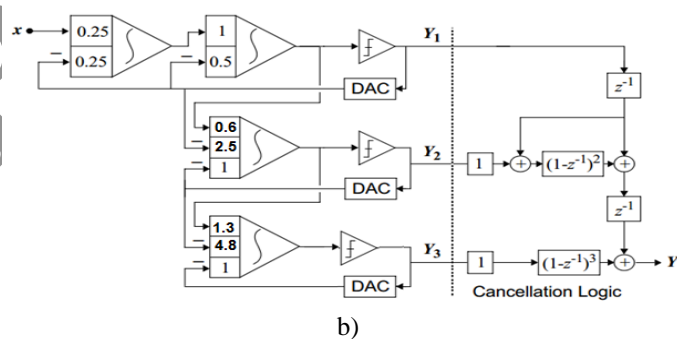 x
0.25
−
0.25
1
−
0.5
Y₁
DAC
z⁻¹
0.6
−
2.5
−
1
Y₂
DAC
1
+
(1-z⁻¹)²
+
z⁻¹
1.3
−
4.8
−
1
Y₃
DAC
1
(1-z⁻¹)³
+
Y
Cancellation Logic
b)